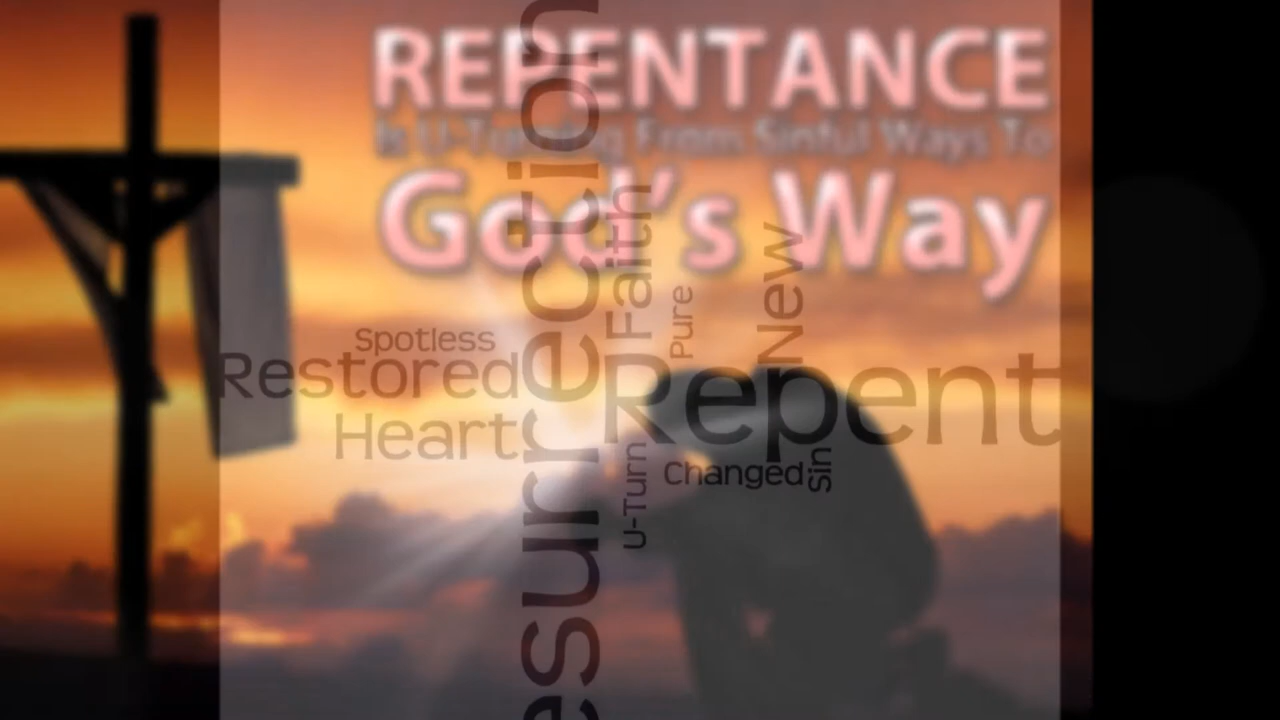 REPENTANCE
Is U-Turning From Sinful Ways To
God's Way
esurrection
Faith
New
Pure
Spotless
Restored
Repent
Heart
Changed
Sin
U-Turn